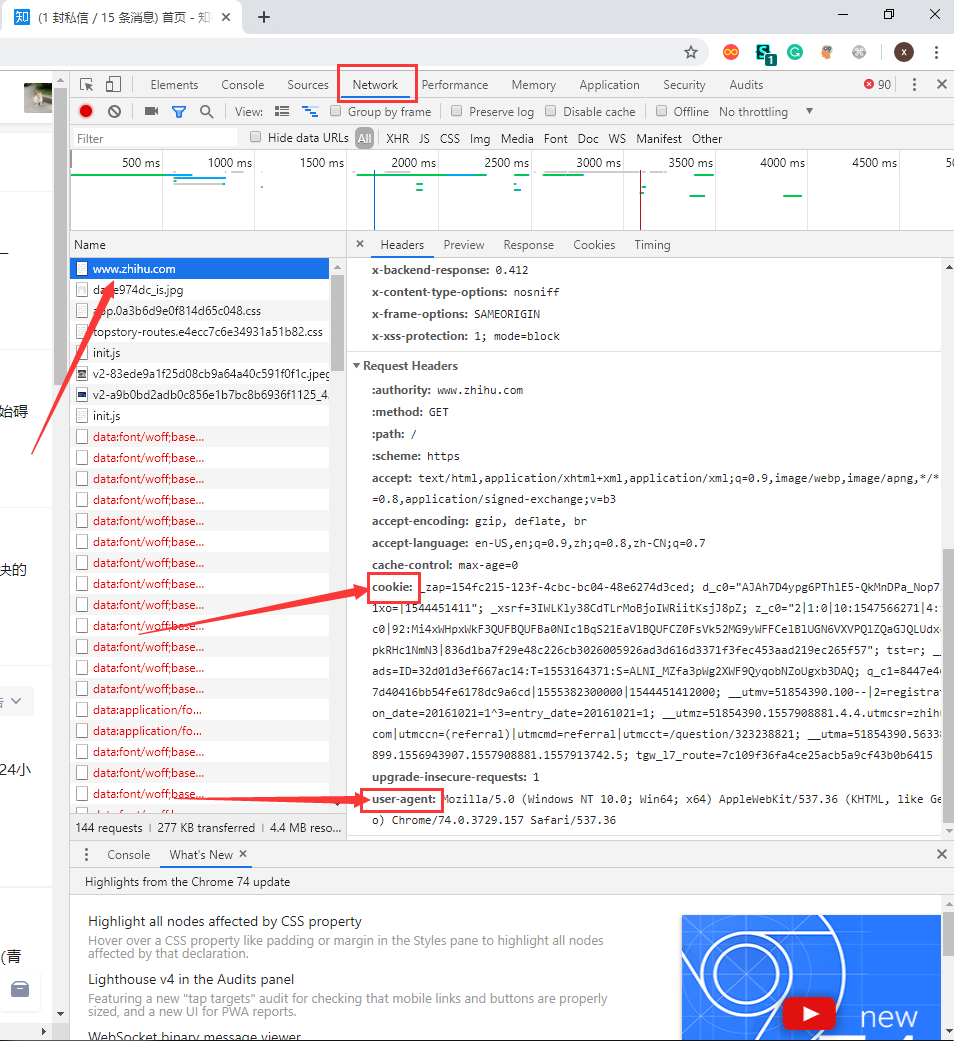 知 (1 封私信 / 15 条消息) 首页 - 知
1
x
Elements Console Sources Network Performance Memory Application Security Audits 90
View: Group by frame Preserve log Disable cache Offline No throttling
Filter Hide data URLs All XHR JS CSS Img Media Font Doc WS Manifest Other
500 ms 1000 ms 1500 ms 2000 ms 2500 ms 3000 ms 3500 ms 4000 ms 4500 ms
Name
www.zhihu.com
_is.jpg
.0a3b6d9e0f814d65c048.css
topstory-routes.e4ecc7c6e34931a51b82.css
init.js
v2-83ede9a1f25d08cb9a64a40c591f0f1c.jpeg
v2-a9b0bd2adb0c856e1b7bc8b6936f1125_4.
init.js
data:font/woff;base...
data:font/woff;base...
data:font/woff;base...
data:font/woff;base...
data:font/woff;base...
data:font/woff;base...
data:font/woff;base...
data:font/woff;base...
data:font/woff;base...
data:font/woff;base...
data:font/woff;base...
data:font/woff;base...
data:font/woff;base...
data:application/fo...
data:application/fo...
data:font/woff;base...
data:font/woff;base...
data:font/woff;base...
144 requests 277 KB transferred 4.4 MB reso...
Headers Preview Response Cookies Timing
x-backend-response: 0.412
x-content-type-options: nosniff
x-frame-options: SAMEORIGIN
x-xss-protection: 1; mode=block
Request Headers
:authority: www.zhihu.com
:method: GET
:path: /
:scheme: https
accept: text/html,application/xhtml+xml,application/xml;q=0.9,image/webp,image/apng,*/*
=0.8,application/signed-exchange;v=b3
accept-encoding: gzip, deflate, br
accept-language: en-US,en;q=0.9,zh;q=0.8,zh-CN;q=0.7
cache-control: max-age=0
cookie: _zap=154fc215-123f-4cbc-bc04-48e6274d3ced; d_c0="AJAh7D4ypg6PThlE5-QkMnDPa_Nop7
1xo=|1544451411"; _xsrf=3IWLKly38CdTLrMoBjoIWRiitKsjJ8pZ; z_c0="2|1:0|10:1547566271|4:
c0|92:Mi4xWHpxWkF3QUFBQUFBa0NIc1BqS21EaVlBQUFCZ0FsVk52MG9yWFFCelBlUGN6VXVPQlZQaGJQLUdx
pkRHc1NmN3|836d1ba7f29e48c226cb3026005926ad3d616d3371f3fec453aad219ec265f57"; tst=r; __
ads=ID=32d01d3ef667ac14:T=1553164371:S=ALNI_MZfa3pWg2XWF9QyqobNZoUgxb3DAQ; q_c1=8447e4
7d40416bb54fe6178dc9a6cd|1555382300000|1544451412000; __utmv=51854390.100--|2=registrat
on_date=20161021=1^3=entry_date=20161021=1; __utmz=51854390.1557908881.4.4.utmcsr=zhih
com|utmccn=(referral)|utmcmd=referral|utmcct=/question/323238821; __utma=51854390.56338
899.1556943907.1557908881.1557913742.5; tgw_l7_route=7c109f36fa4ce25acb5a9cf43b0b6415
upgrade-insecure-requests: 1
user-agent: Mozilla/5.0 (Windows NT 10.0; Win64; x64) AppleWebKit/537.36 (KHTML, like Ge
o) Chrome/74.0.3729.157 Safari/537.36
始碍
央的
24小
(青
Console What's New
Highlights from the Chrome 74 update
Highlight all nodes affected by CSS property
Hover over a CSS property like padding or margin in the Styles pane to highlight all nodes
affected by that declaration.
Lighthouse v4 in the Audits panel
Featuring a new "tap targets" audit for checking that mobile links and buttons are properly
sized, and a new UI for PWA reports.
WebSocket binary message viewer
new